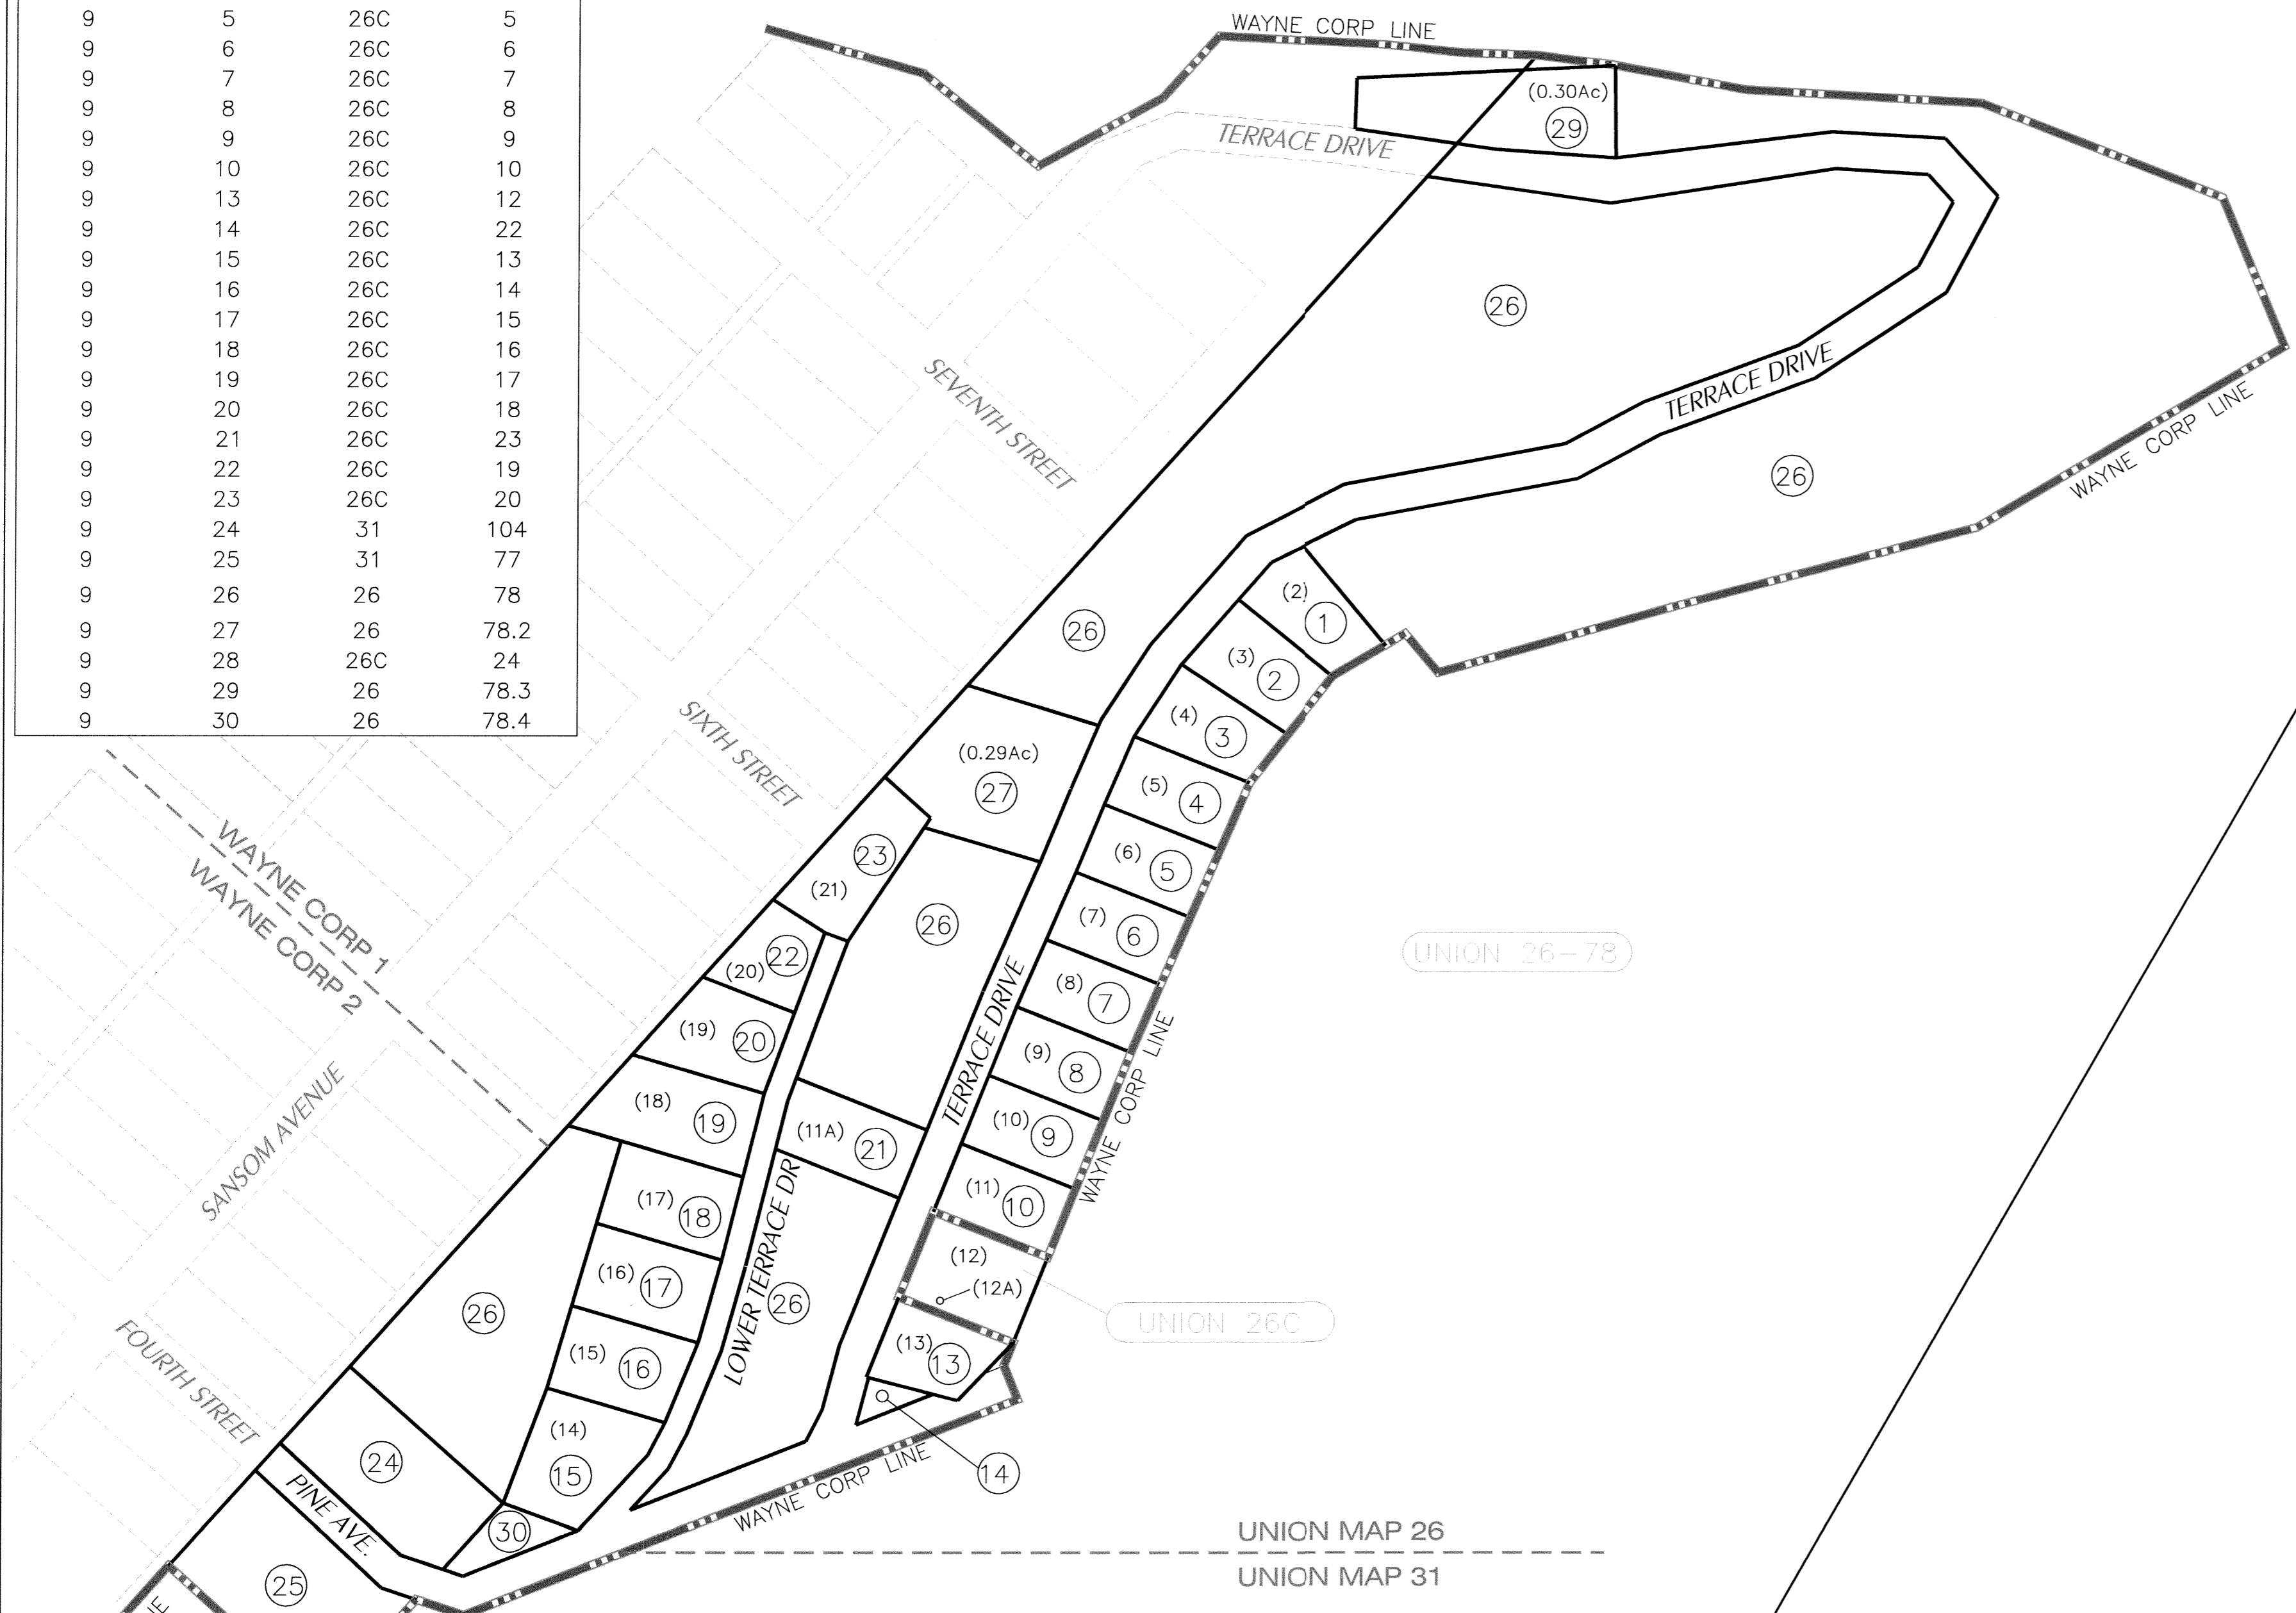 9 5 26C 5
9 6 26C 6
9 7 26C 7
9 8 26C 8
9 9 26C 9
9 10 26C 10
9 13 26C 12
9 14 26C 22
9 15 26C 13
9 16 26C 14
9 17 26C 15
9 18 26C 16
9 19 26C 17
9 20 26C 18
9 21 26C 23
9 22 26C 19
9 23 26C 20
9 24 31 104
9 25 31 77
9 26 26 78
9 27 26 78.2
9 28 26C 24
9 29 26 78.3
9 30 26 78.4
WAYNE CORP LINE
(0.30Ac)
29
TERRACE DRIVE
26
SEVENTH STREET
TERRACE DRIVE
WAYNE CORP LINE
26
(2)
1
26
(3)
2
SIXTH STREET
(4)
3
(0.29Ac)
27
(5)
4
WAYNE CORP 1
WAYNE CORP 2
23
(21)
(6)
5
26
(7)
6
UNION 26-78
22
(20)
(8)
7
TERRACE DRIVE
(19)
20
(9)
8
WAYNE CORP LINE
SANSOM AVENUE
(18)
19
(11A)
21
(10)
9
(17)
18
(11)
10
LOWER TERRACE DR
(12)
(16)
17
26
(12A)
26
UNION 26C
FOURTH STREET
(15)
16
(13)
13
(14)
15
24
14
WAYNE CORP LINE
PINE AVE.
30
UNION MAP 26
UNION MAP 31
25
NE